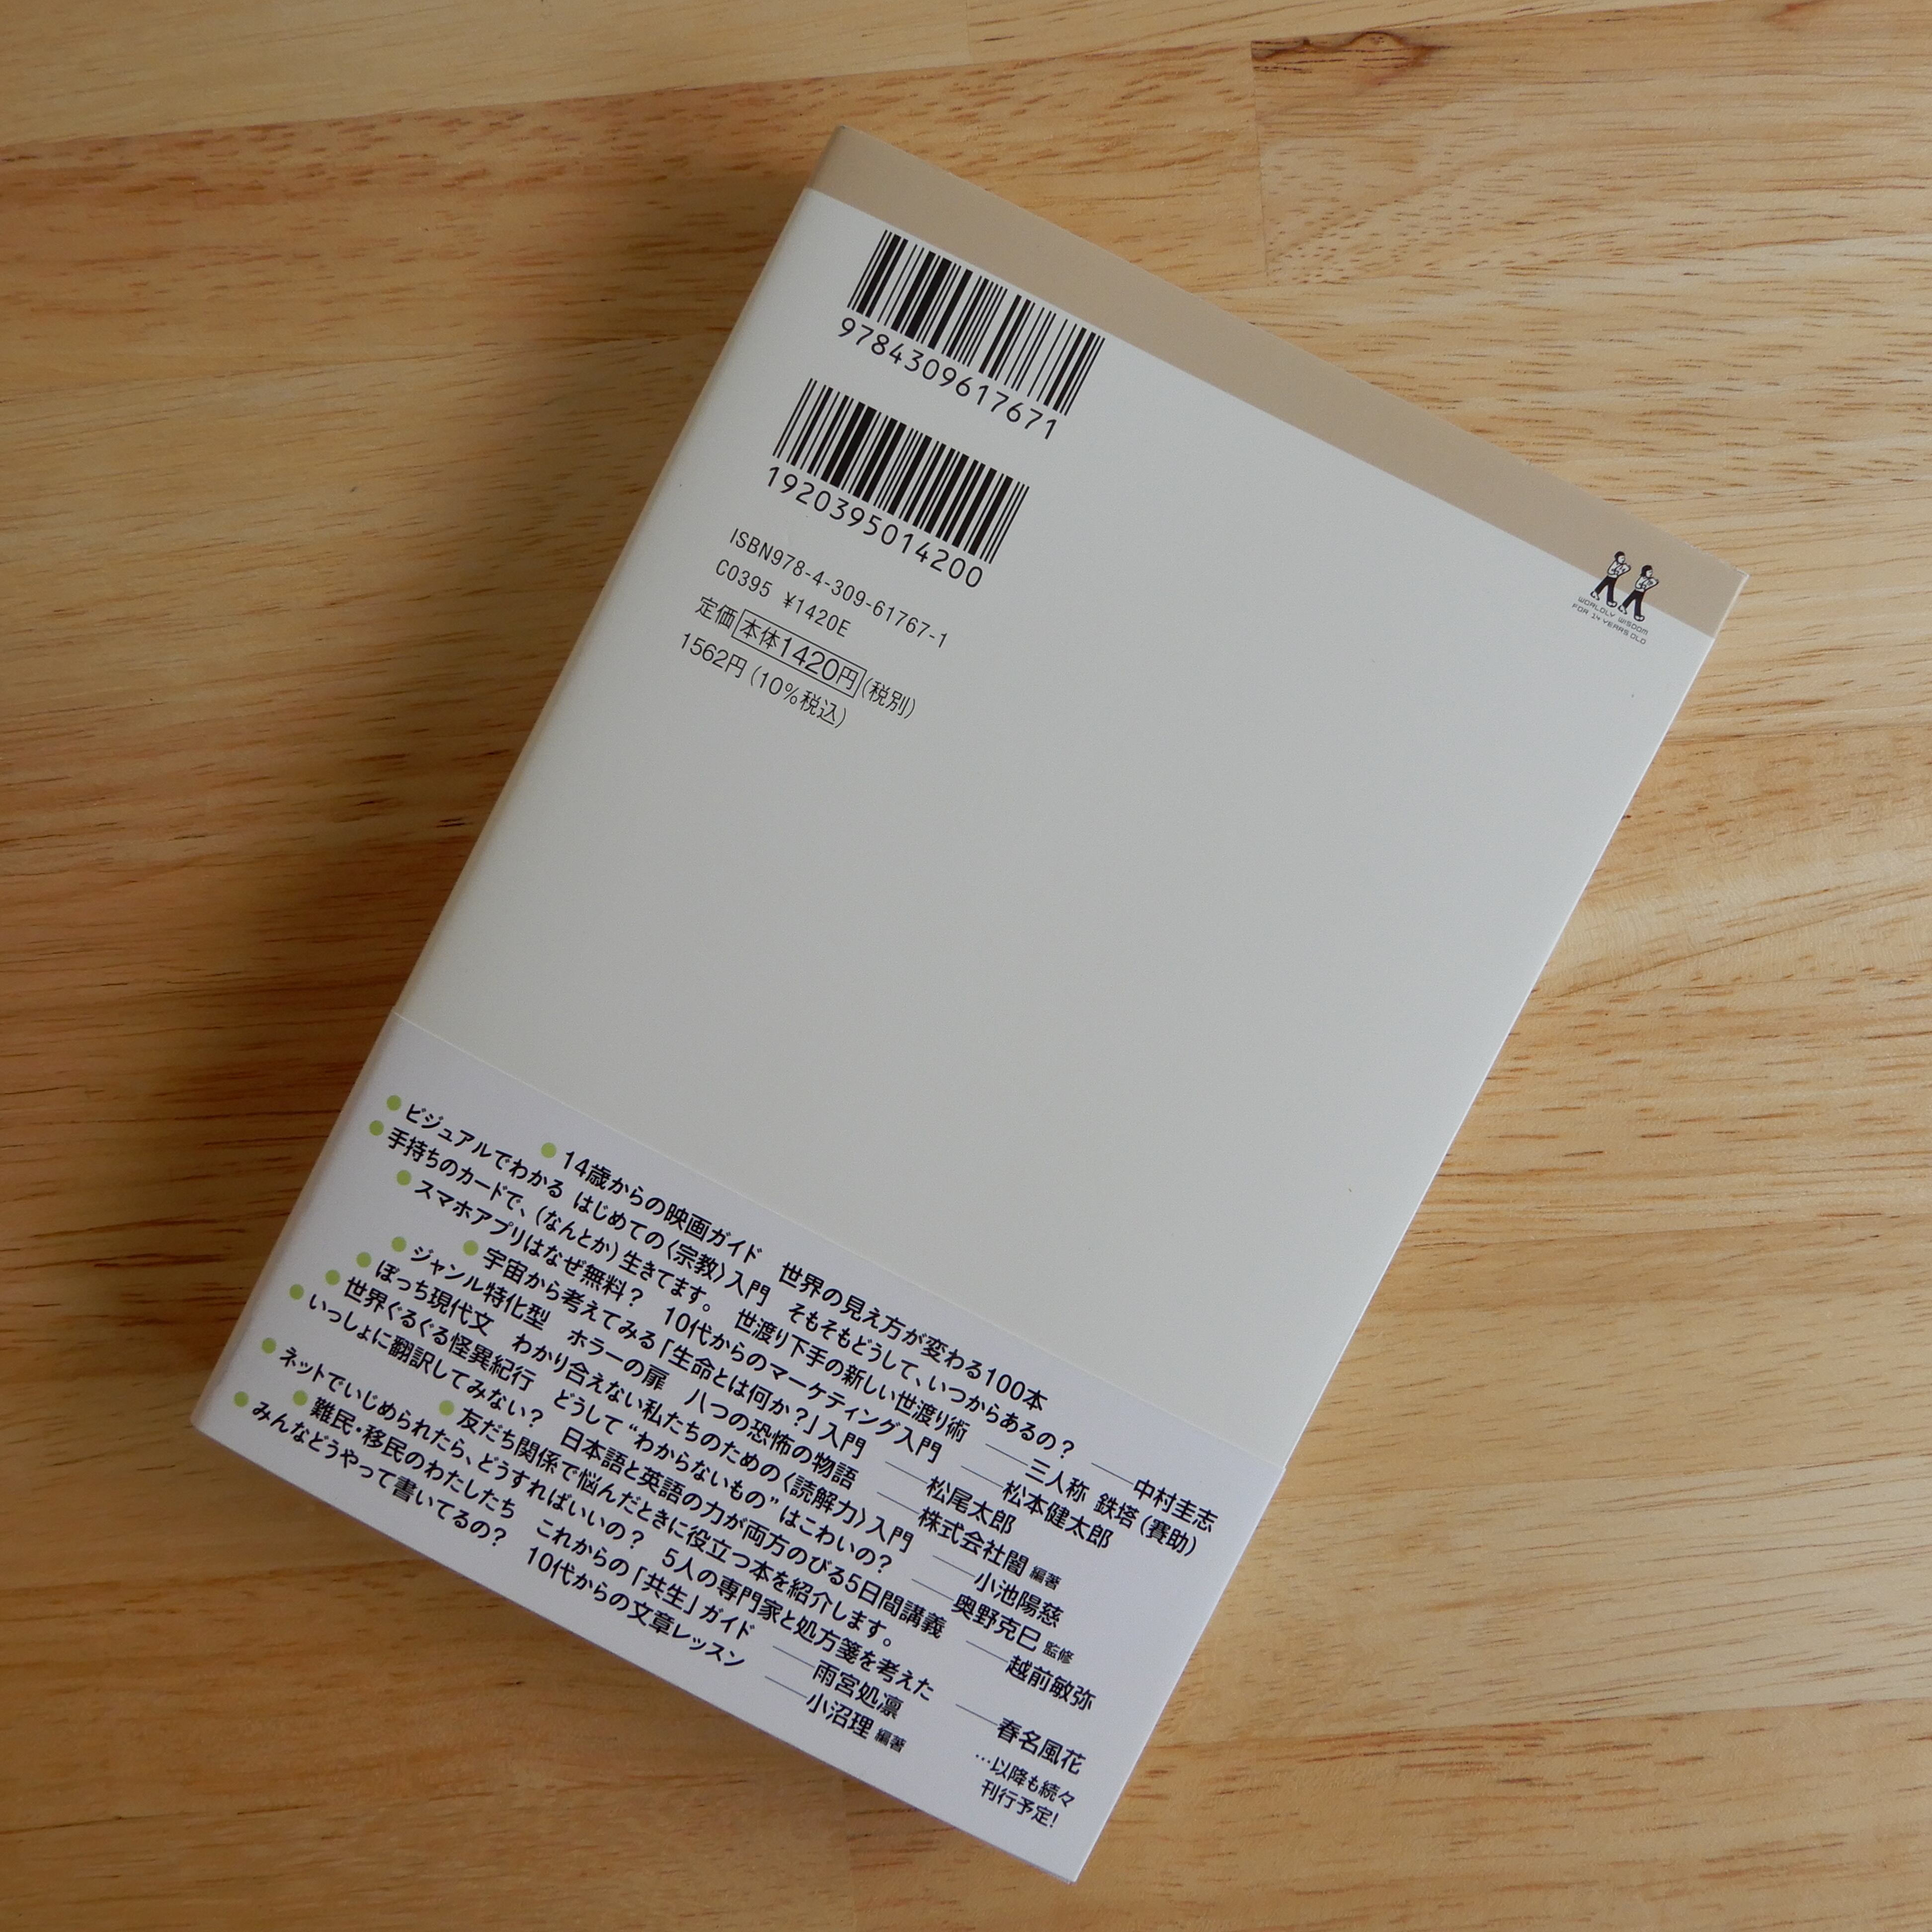 9784309617671
1920395014200
ISBN978-4-309-61767-1
C0395 ¥1420E
定価 本体1420円(税別)
1562円(10%税込)
WORLDLY WISDOM
FOR 14 YEARS OLD
●14歳からの映画ガイド 世界の見え方が変わる100本
●ビジュアルでわかる はじめての〈宗教〉入門 そもそもどうして、いつからあるの? ――中村圭志
●手持ちのカードで、(なんとか)生きてます。 世渡り下手の新しい世渡り術 ――三人称 鉄塔(賽助)
●スマホアプリはなぜ無料? 10代からのマーケティング入門 ――松本健太郎
●宇宙から考えてみる「生命とは何か?」入門 ――松尾太郎
●ジャンル特化型 ホラーの扉 八つの恐怖の物語 ――株式会社闇 編著
●ぼっち現代文 わかり合えない私たちのための〈読解力〉入門 ――小池陽慈
●世界ぐるぐる怪異紀行 どうして“わからないもの”はこわいの? ――奥野克巳 監修
●いっしょに翻訳してみない? 日本語と英語の力が両方のびる5日間講義 ――越前敏弥
●友だち関係で悩んだときに役立つ本を紹介します。
●ネットでいじめられたら、どうすればいいの? 5人の専門家と処方箋を考えた ――春名風花
●難民・移民のわたしたち これからの「共生」ガイド ――雨宮処凛
●みんなどうやって書いてるの? 10代からの文章レッスン ――小沼理 編著
…以降も続々
刊行予定!